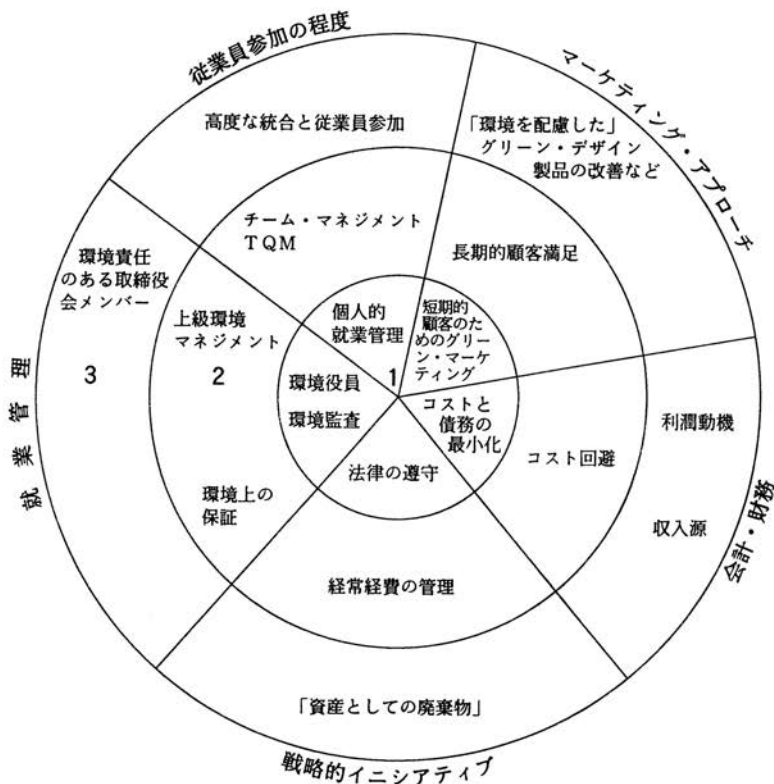 従業員参加の程度
マーケティング・アプローチ
高度な統合と従業員参加
「環境を配慮した」
グリーン・デザイン
製品の改善など
チーム・マネジメント
TQM
長期的顧客満足
環境責任
のある取締役
会メンバー
上級環境
マネジメント
個人的
就業管理
短期的
顧客のため
めのグリーン
・マーケ
ティング
3
2
1
環境役員
環境監査
コストと
債務の
最小化
利潤動機
法律の遵守
コスト回避
環境上の
保証
収入源
就業管理
会計・財務
経常経費の管理
「資産としての廃棄物」
戦略的イニシアティブ